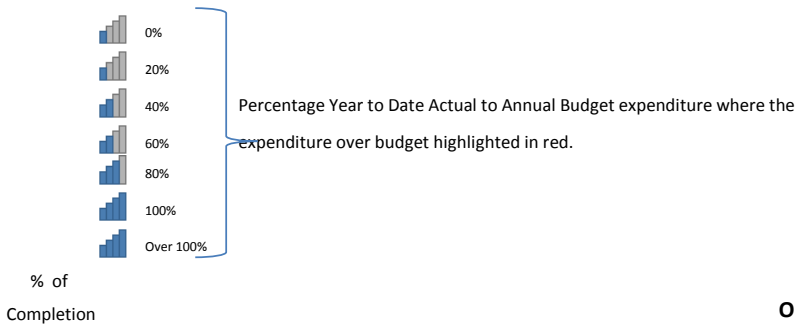 0%
20%
40%
Percentage Year to Date Actual to Annual Budget expenditure where the
60%
expenditure over budget highlighted in red.
80%
100%
Over 100%
% of
Completion
O